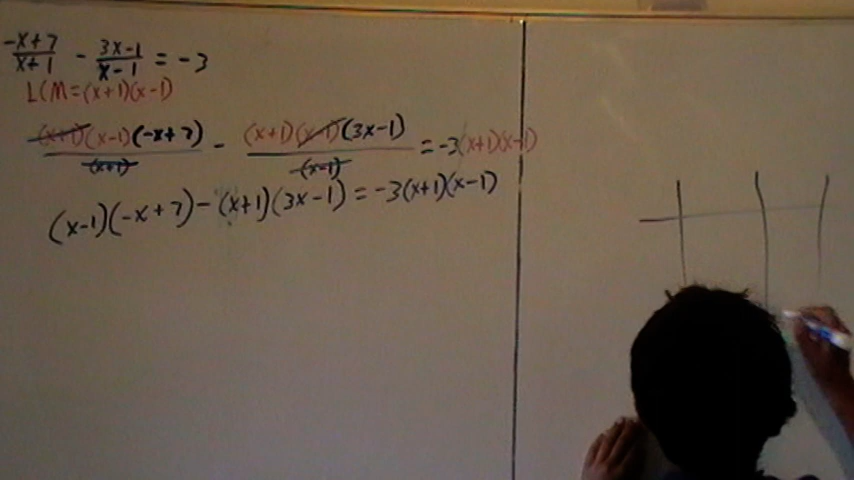 (-x+7)/(x+1) - (3x-1)/(x-1) = -3
LCM=(x+1)(x-1)
(x+1)(x-1)(-x+7)/(x+1) - (x+1)(x-1)(3x-1)/(x-1) = -3(x+1)(x-1)
(x-1)(-x+7)-(x+1)(3x-1)=-3(x+1)(x-1)